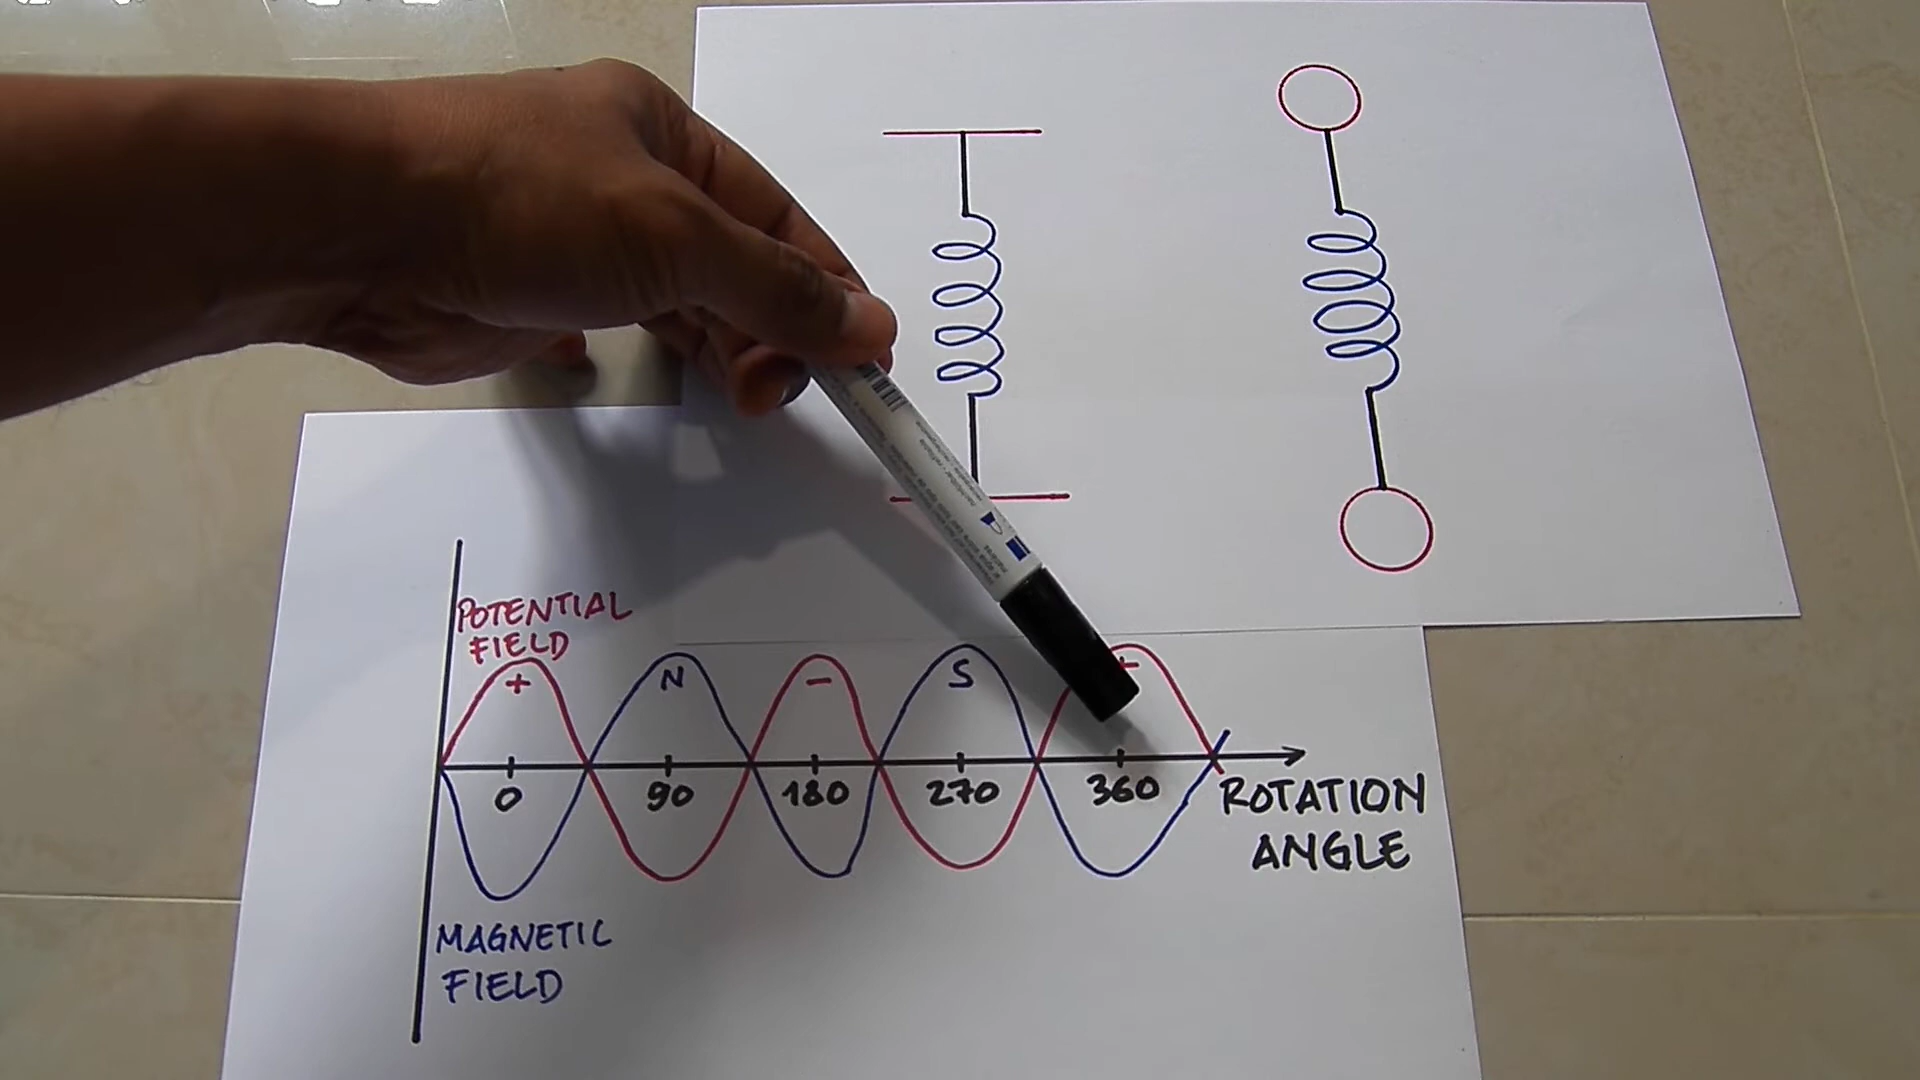 POTENTIAL
FIELD
+ N - S +
0 90 180 270 360
ROTATION
ANGLE
MAGNETIC
FIELD